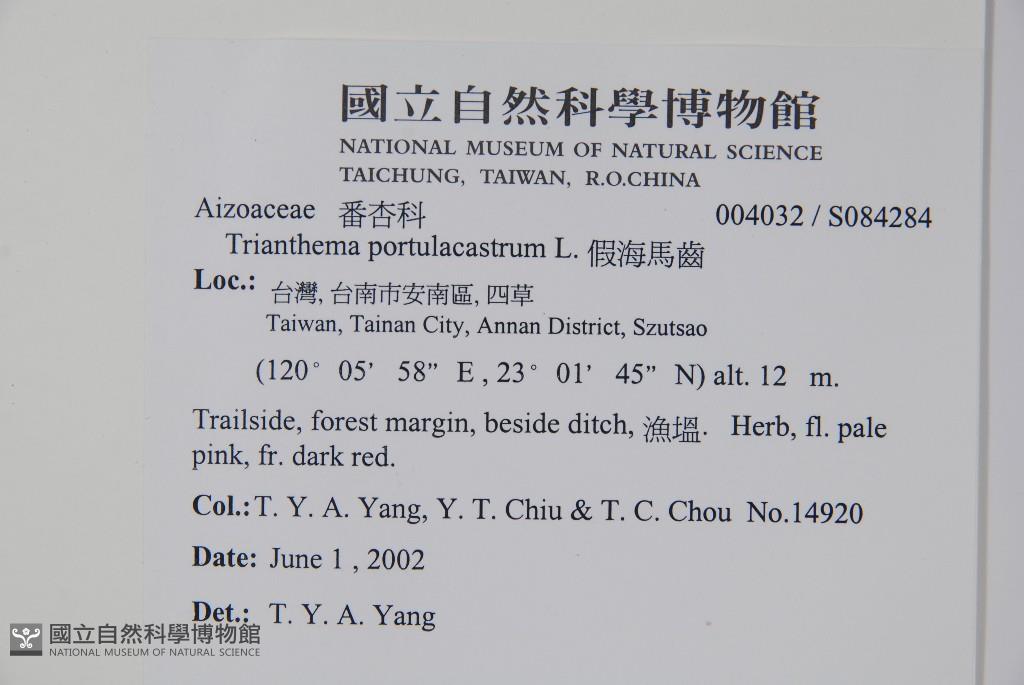 國立自然科學博物館
NATIONAL MUSEUM OF NATURAL SCIENCE
TAICHUNG, TAIWAN, R.O.CHINA
Aizoaceae 番杏科 004032 / S084284
Trianthema portulacastrum L. 假海馬齒
Loc.: 台灣, 台南市安南區, 四草
Taiwan, Tainan City, Annan District, Szutsao
(120° 05’ 58” E , 23° 01’ 45” N) alt. 12 m.
Trailside, forest margin, beside ditch, 漁塭. Herb, fl. pale
pink, fr. dark red.
Col.: T. Y. A. Yang, Y. T. Chiu & T. C. Chou No.14920
Date: June 1 , 2002
Det.: T. Y. A. Yang
國立自然科學博物館
NATIONAL MUSEUM OF NATURAL SCIENCE